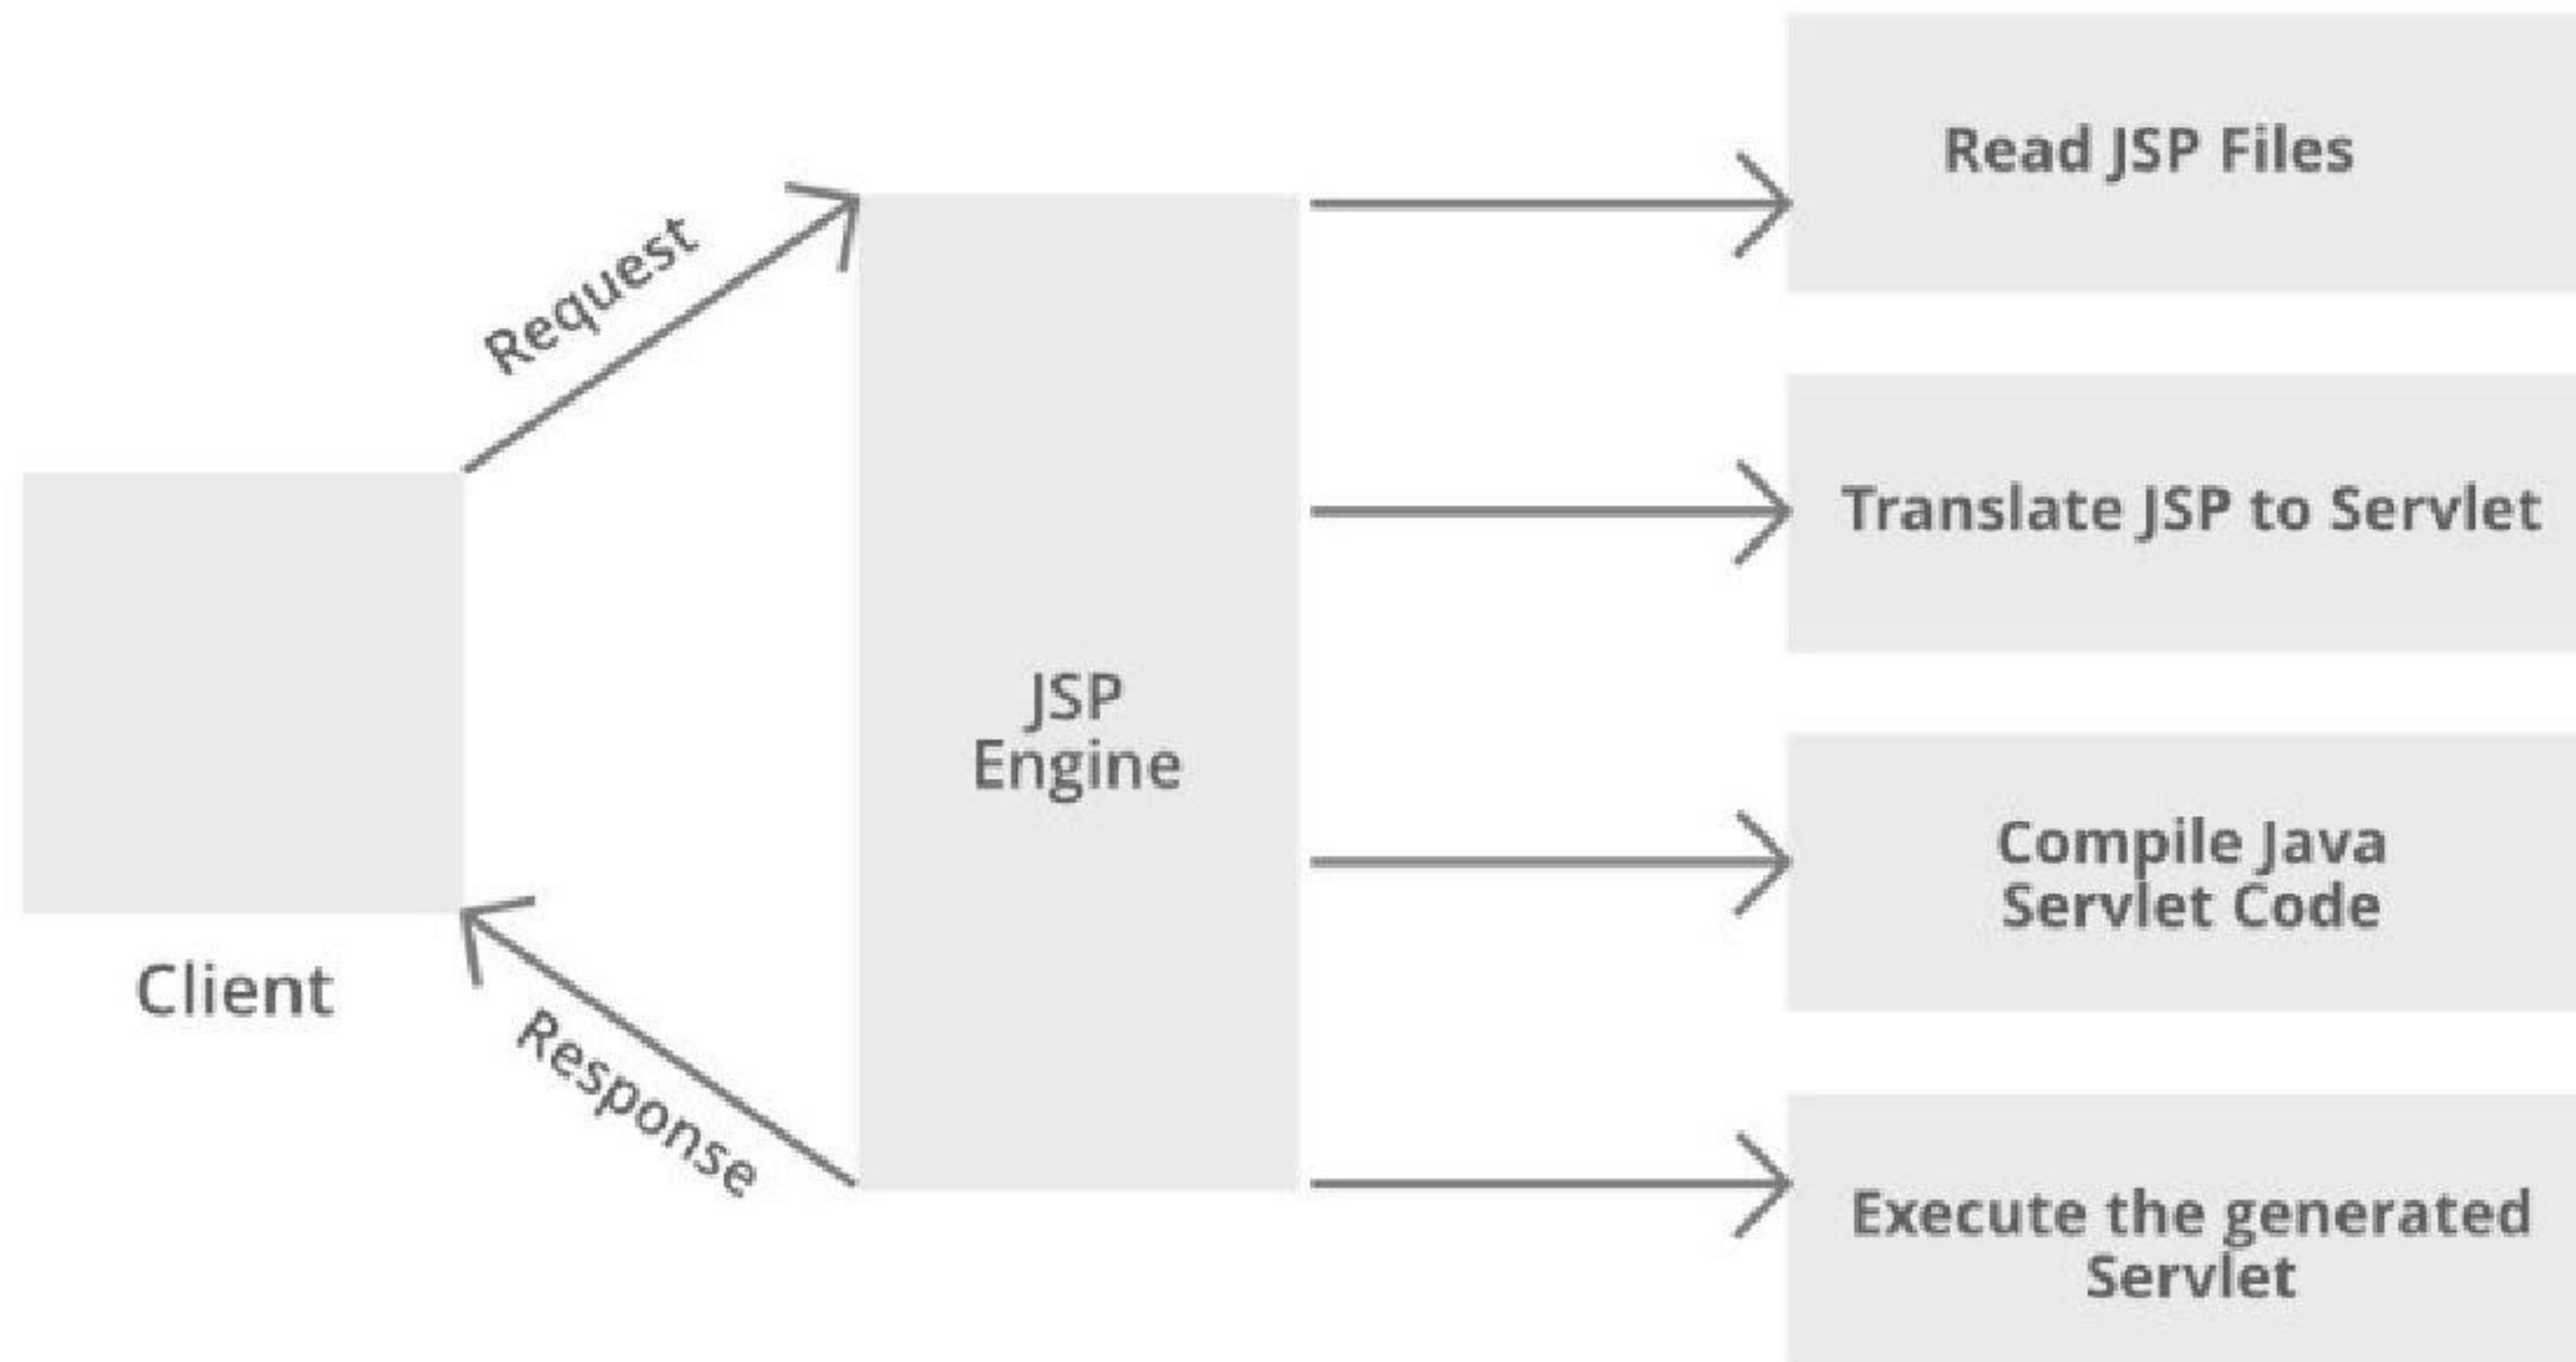 Request
Client
Response
JSP
Engine
Read JSP Files
Translate JSP to Servlet
Compile Java
Servlet Code
Execute the generated
Servlet